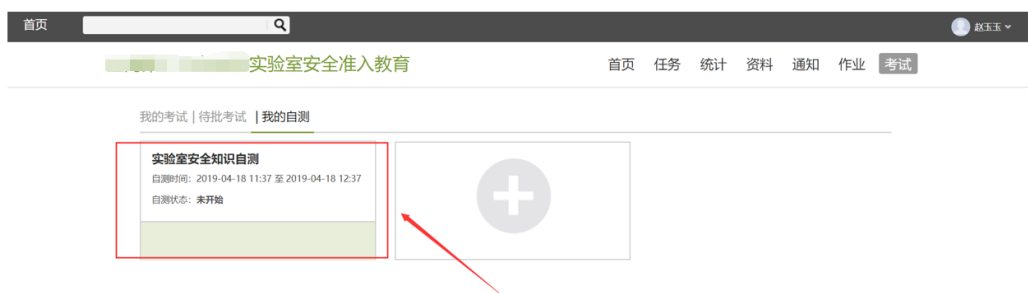 首页
赵玉玉
实验室安全准入教育
首页 任务 统计 资料 通知 作业 考试
我的考试 | 待批考试 | 我的自测
实验室安全知识自测
自测时间：2019-04-18 11:37 至 2019-04-18 12:37
自测状态：未开始